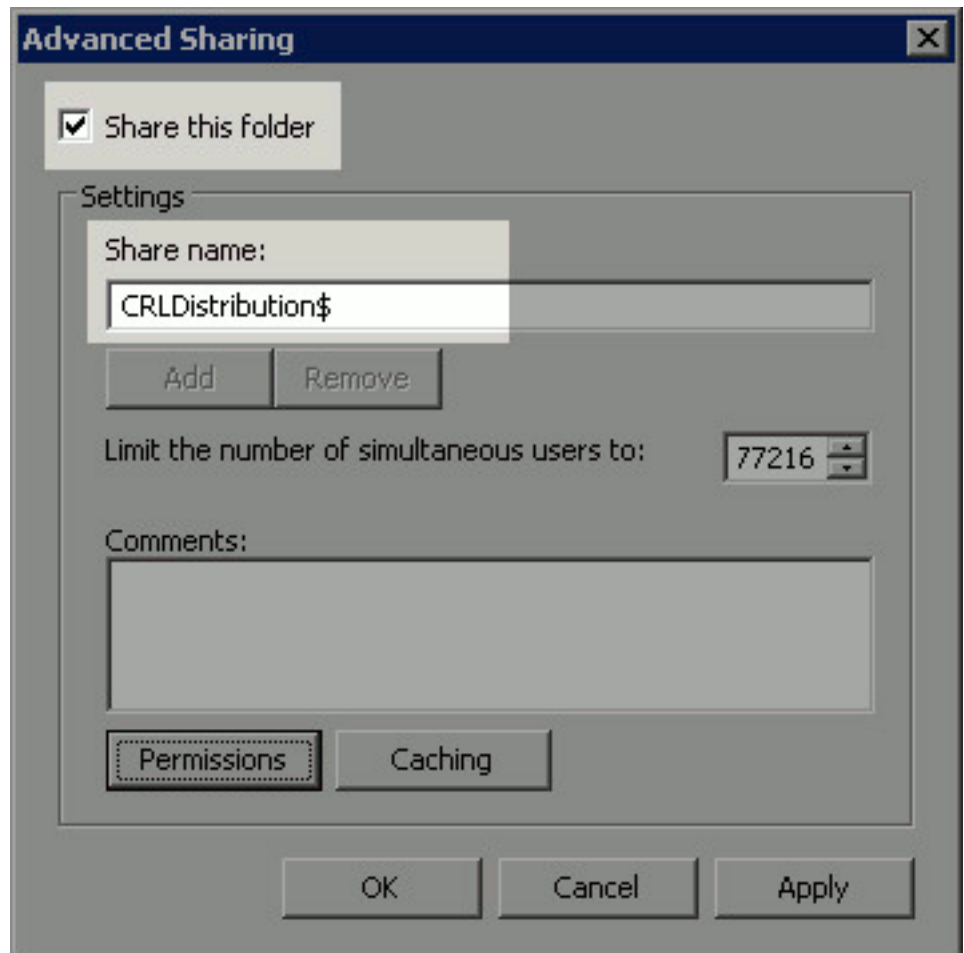 Advanced Sharing
Share this folder
Settings
Share name:
CRLDistribution$
Add Remove
Limit the number of simultaneous users to: 77216
Comments:
Permissions Caching
OK Cancel Apply